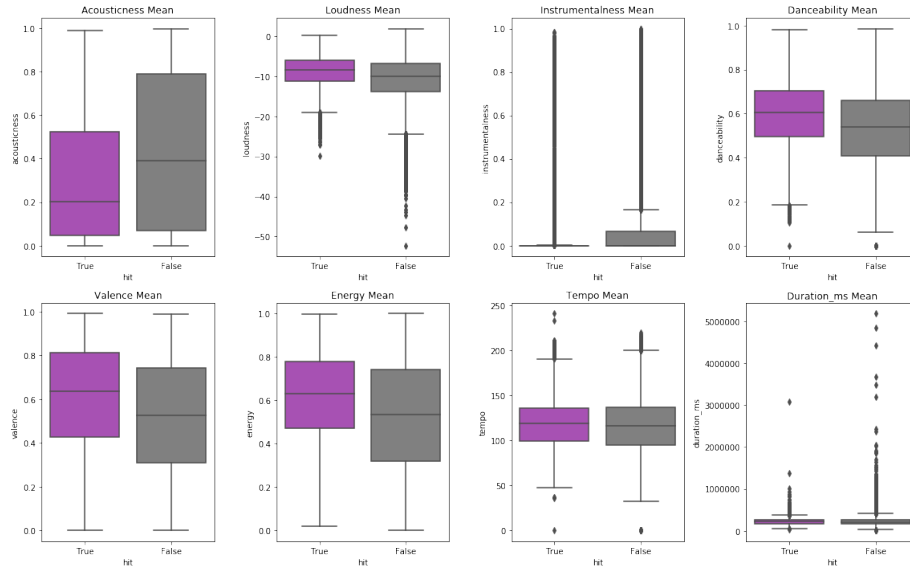 Acousticness Mean
1.0
0.8
0.6
0.4
0.2
0.0
acousticness
True
False
hit
Loudness Mean
0
−10
−20
−30
−40
−50
loudness
True
False
hit
Instrumentalness Mean
1.0
0.8
0.6
0.4
0.2
0.0
instrumentalness
True
False
hit
Danceability Mean
1.0
0.8
0.6
0.4
0.2
0.0
danceability
True
False
hit
Valence Mean
1.0
0.8
0.6
0.4
0.2
0.0
valence
True
False
hit
Energy Mean
1.0
0.8
0.6
0.4
0.2
0.0
energy
True
False
hit
Tempo Mean
250
200
150
100
50
0
tempo
True
False
hit
Duration_ms Mean
5000000
4000000
3000000
2000000
1000000
0
duration_ms
True
False
hit